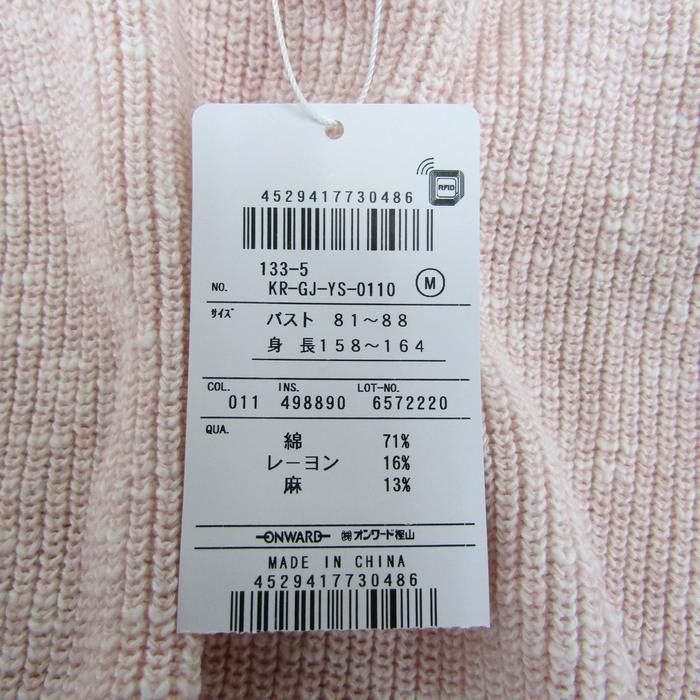 RFID
4529417730486
133-5
NO. KR-GJ-YS-0110 M
サイズ バスト 81～88
身 長158～164
COL. INS. LOT-NO.
011 498890 6572220
QUA.
綿 71%
レーヨン 16%
麻 13%
ONWARD ㈱オンワード樫山
MADE IN CHINA
4529417730486